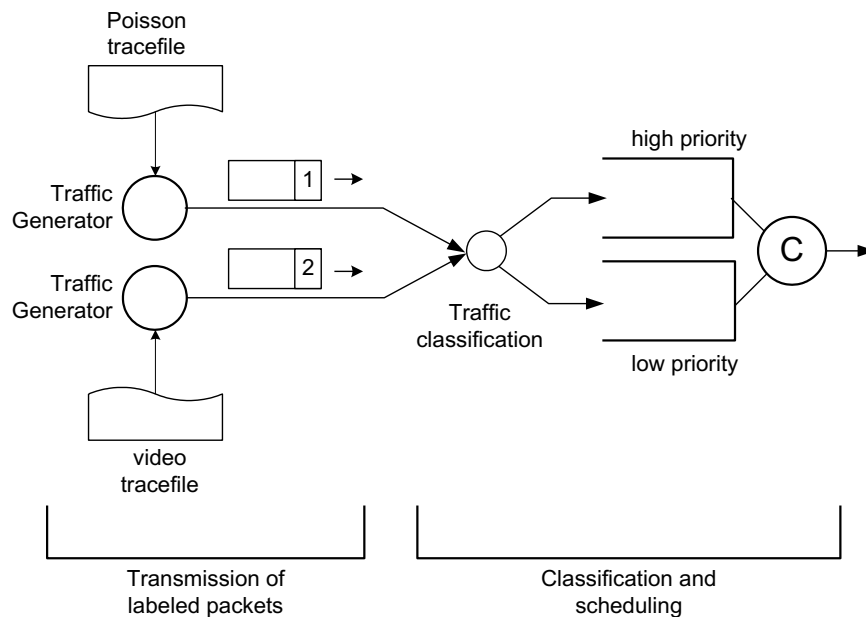 Poisson
tracefile
high priority
1
Traffic
Generator
2
Traffic
Generator
C
Traffic
classification
low priority
video
tracefile
Transmission of
labeled packets
Classification and
scheduling